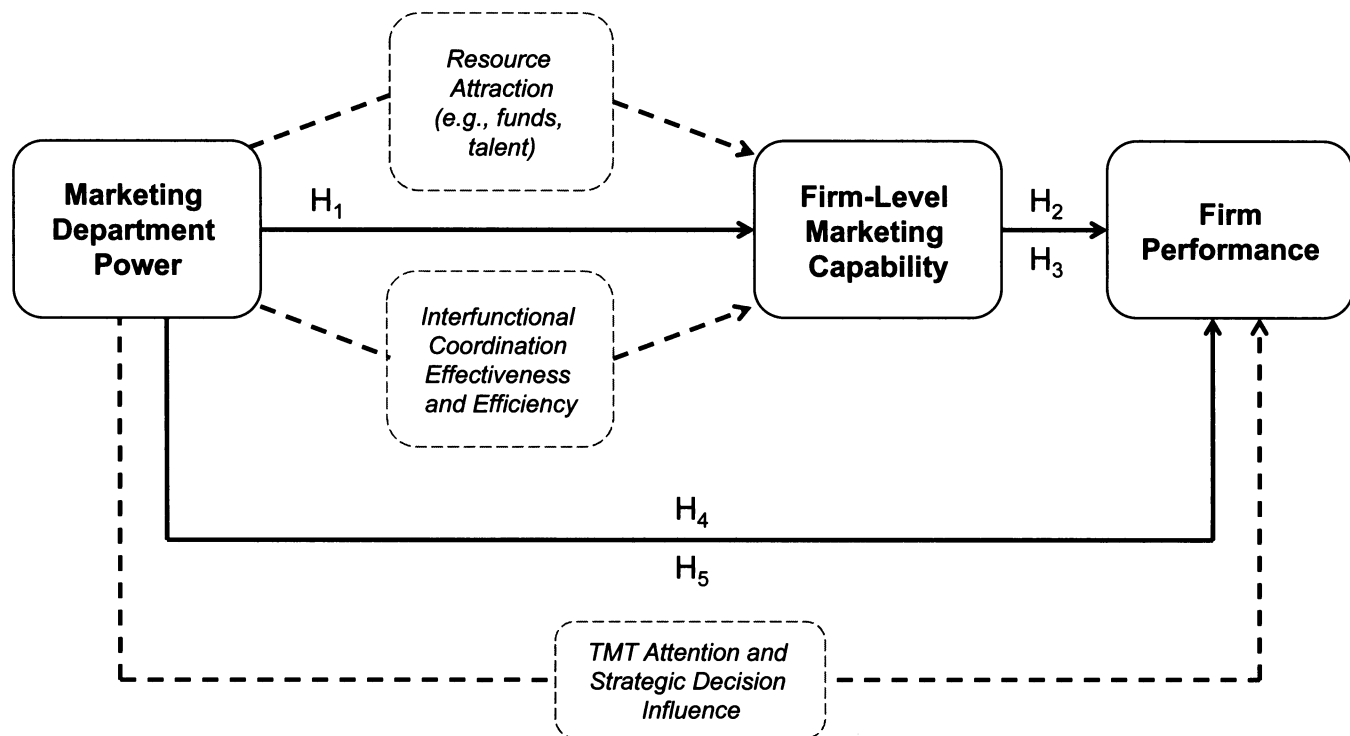 Resource
Attraction
(e.g., funds,
talent)
Marketing
Department
Power
H₁
Firm-Level
Marketing
Capability
H₂
H₃
Firm
Performance
Interfunctional
Coordination
Effectiveness
and Efficiency
H₄
H₅
TMT Attention and
Strategic Decision
Influence